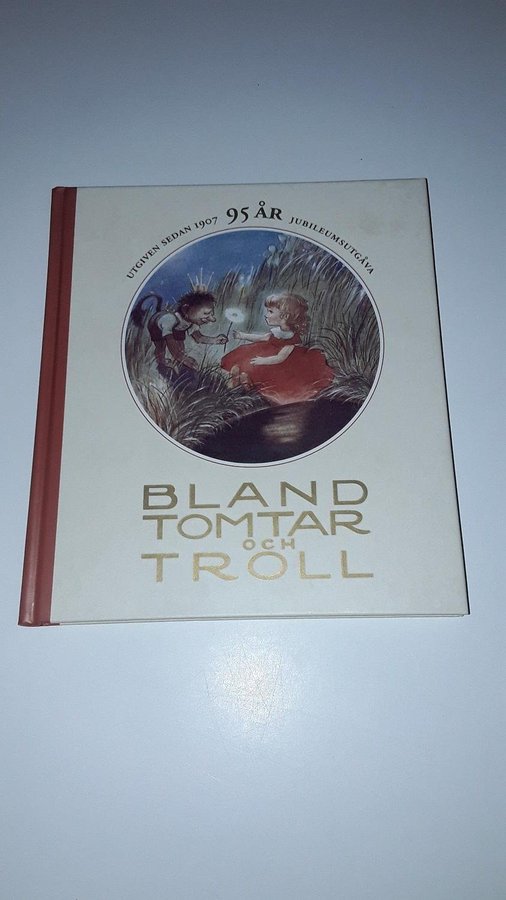 UTGIVEN SEDAN 1907 95 ÅR JUBILEUMSUTGÅVA
BLAND
TOMTAR
OCH
TROLL